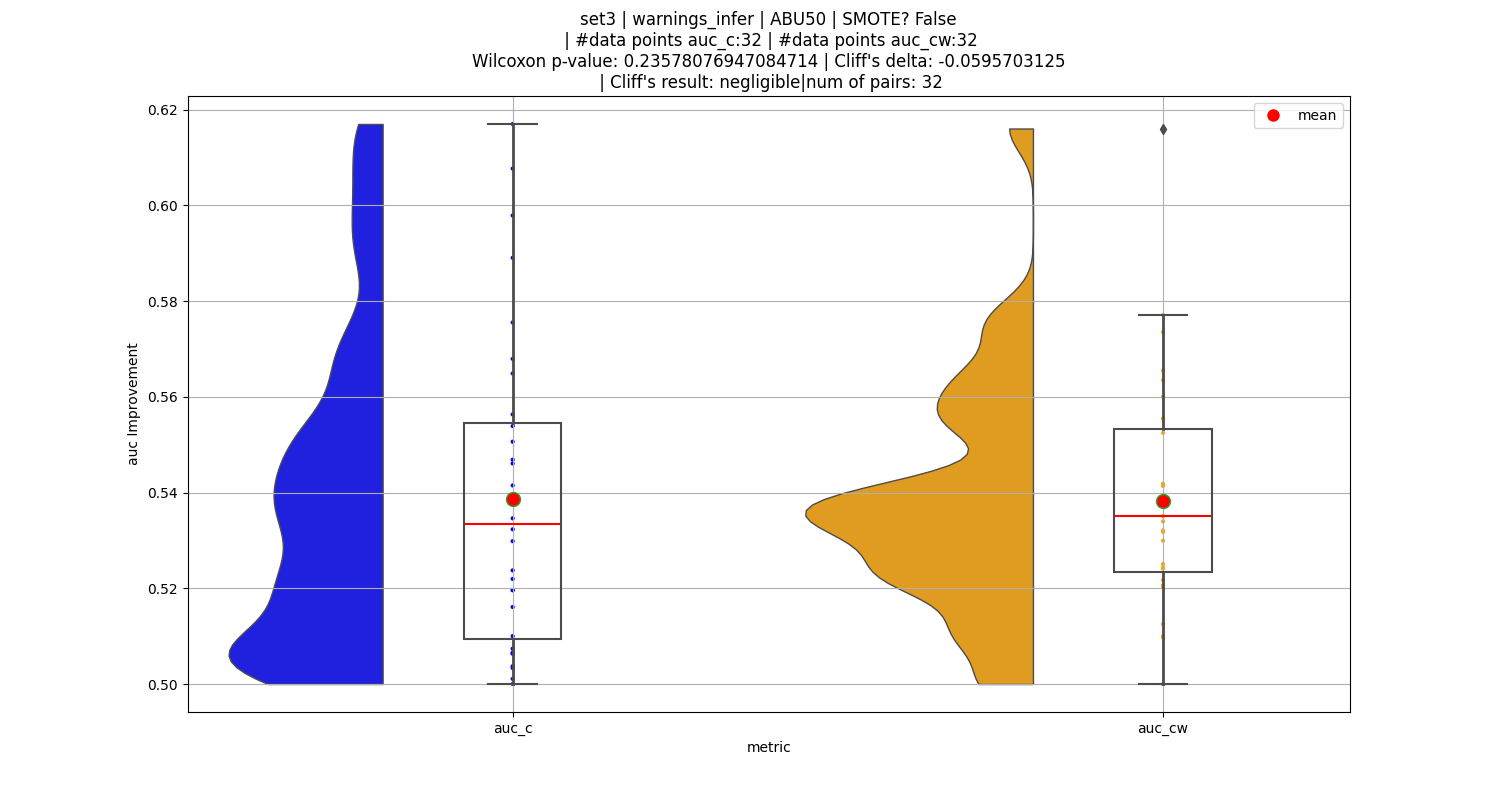 set3 | warnings_infer | ABU50 | SMOTE? False
| #data points auc_c:32 | #data points auc_cw:32
Wilcoxon p-value: 0.23578076947084714 | Cliff's delta: -0.0595703125
| Cliff's result: negligible|num of pairs: 32
mean
0.62
0.60
0.58
0.56
0.54
0.52
0.50
auc Improvement
auc_c
auc_cw
metric